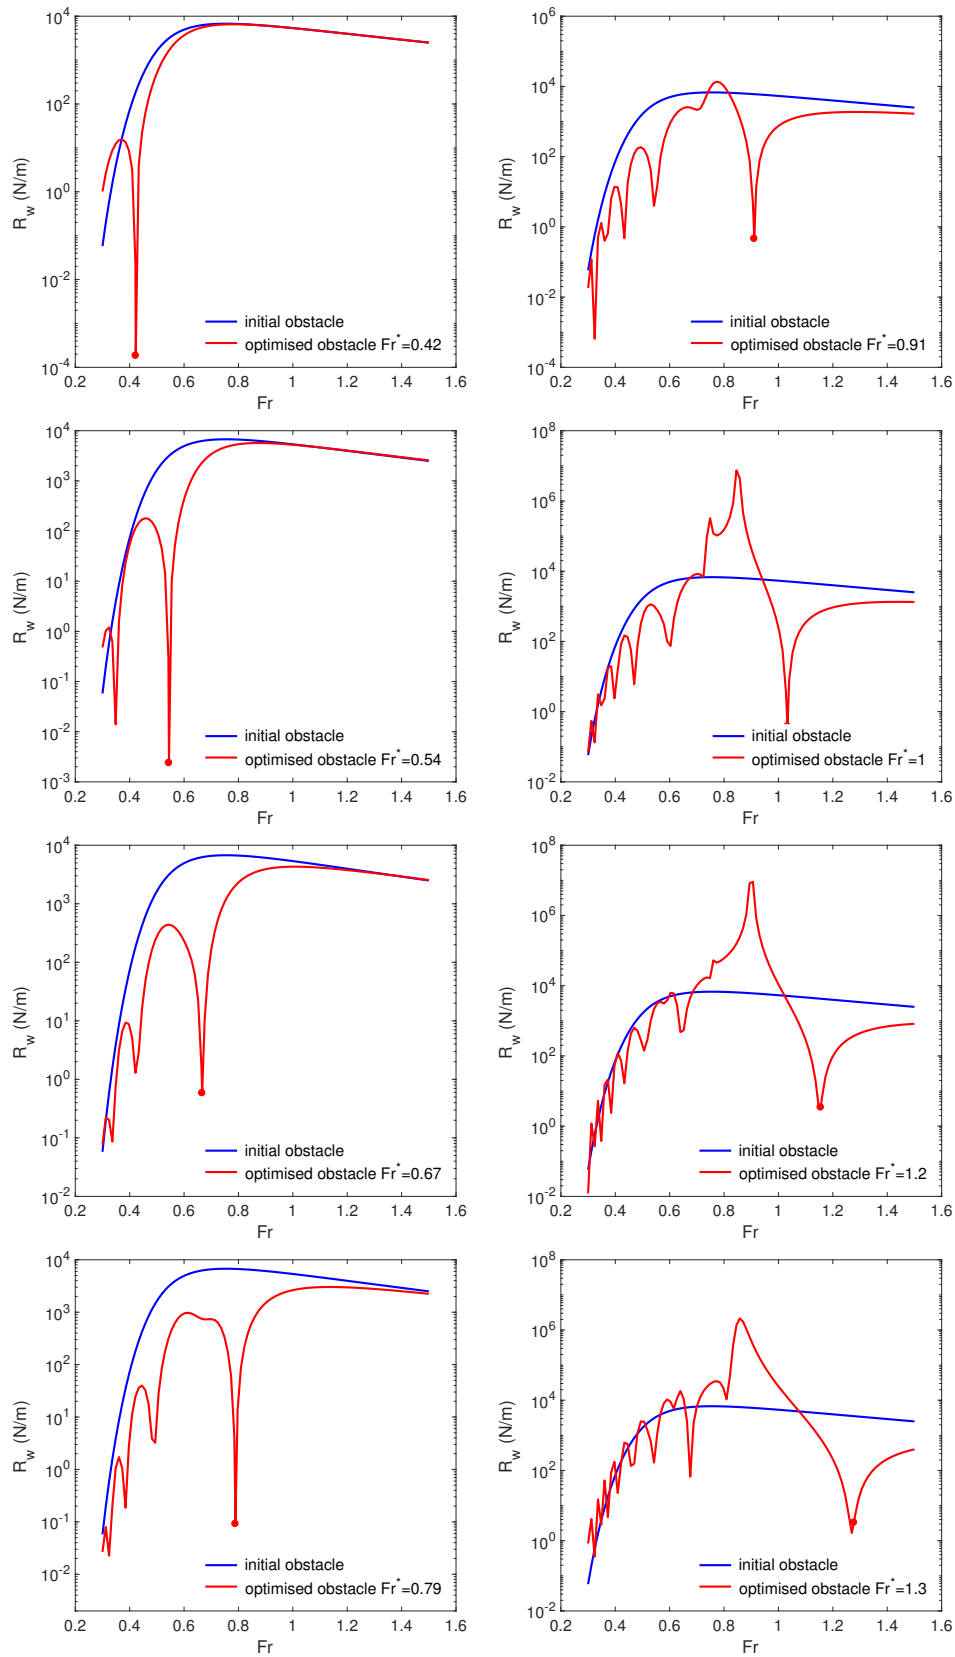 R_w (N/m)
10^4
10^2
10^0
10^-2
10^-4
initial obstacle
optimised obstacle Fr^*=0.42
0.2 0.4 0.6 0.8 1 1.2 1.4 1.6
Fr
R_w (N/m)
10^6
10^4
10^2
10^0
10^-2
10^-4
initial obstacle
optimised obstacle Fr^*=0.91
0.2 0.4 0.6 0.8 1 1.2 1.4 1.6
Fr
R_w (N/m)
10^4
10^3
10^2
10^1
10^0
10^-1
10^-2
10^-3
initial obstacle
optimised obstacle Fr^*=0.54
0.2 0.4 0.6 0.8 1 1.2 1.4 1.6
Fr
R_w (N/m)
10^8
10^6
10^4
10^2
10^0
10^-2
initial obstacle
optimised obstacle Fr^*=1
0.2 0.4 0.6 0.8 1 1.2 1.4 1.6
Fr
R_w (N/m)
10^4
10^3
10^2
10^1
10^0
10^-1
10^-2
initial obstacle
optimised obstacle Fr^*=0.67
0.2 0.4 0.6 0.8 1 1.2 1.4 1.6
Fr
R_w (N/m)
10^8
10^6
10^4
10^2
10^0
10^-2
initial obstacle
optimised obstacle Fr^*=1.2
0.2 0.4 0.6 0.8 1 1.2 1.4 1.6
Fr
R_w (N/m)
10^4
10^3
10^2
10^1
10^0
10^-1
10^-2
initial obstacle
optimised obstacle Fr^*=0.79
0.2 0.4 0.6 0.8 1 1.2 1.4 1.6
Fr
R_w (N/m)
10^8
10^6
10^4
10^2
10^0
10^-2
initial obstacle
optimised obstacle Fr^*=1.3
0.2 0.4 0.6 0.8 1 1.2 1.4 1.6
Fr